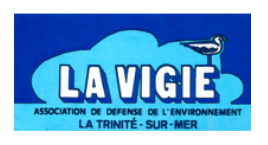 LA VIGIE
ASSOCIATION DE DEFENSE DE L'ENVIRONNEMENT
LA TRINITÉ - SUR - MER